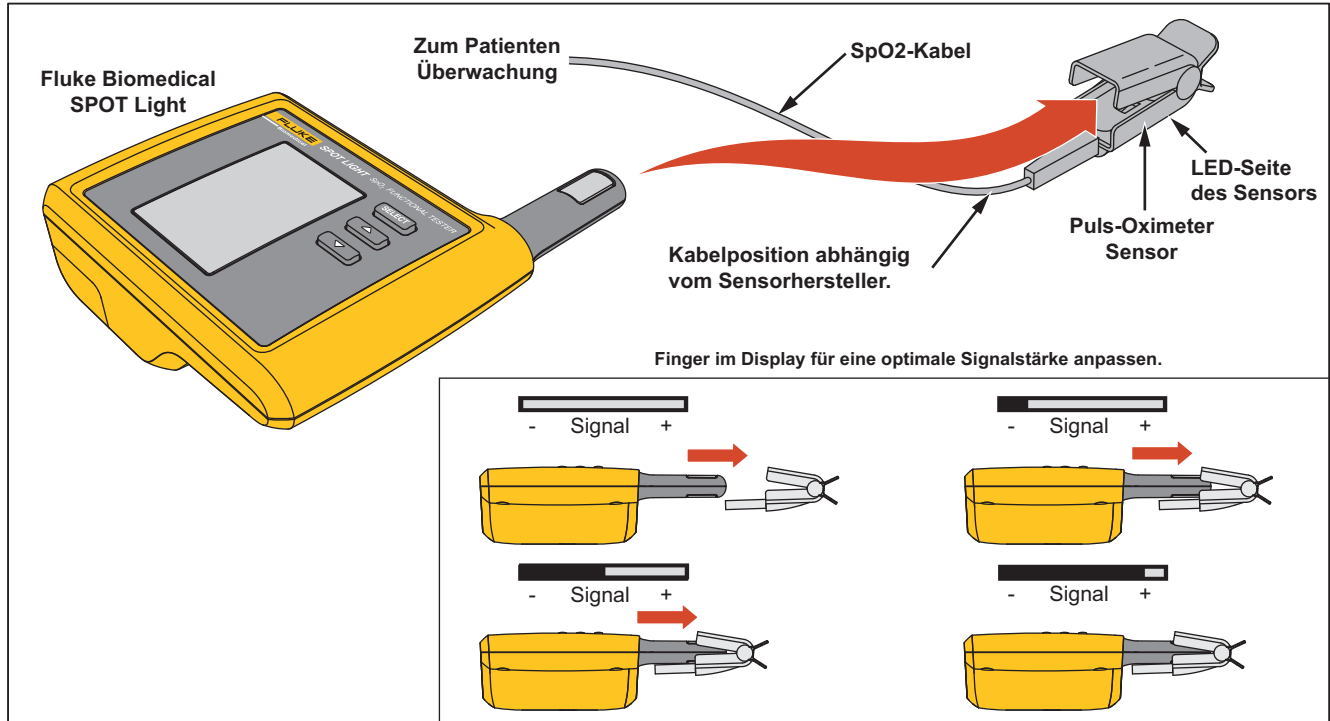 Zum Patienten
Überwachung
SpO2-Kabel
Fluke Biomedical
SPOT Light
FLUKE
SPOT LIGHT SpO₂ FUNCTIONAL TESTER
SELECT
LED-Seite
des Sensors
Puls-Oximeter
Sensor
Kabelposition abhängig
vom Sensorhersteller.
Finger im Display für eine optimale Signalstärke anpassen.
- Signal +
- Signal +
- Signal +
- Signal +